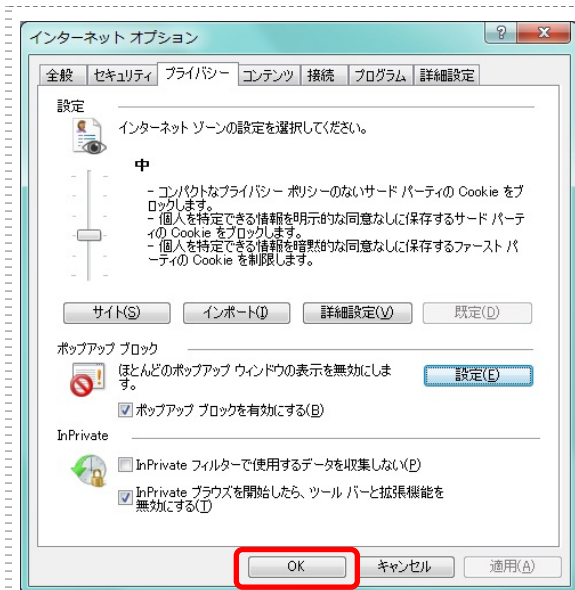 インターネット オプション
全般 セキュリティ プライバシー コンテンツ 接続 プログラム 詳細設定
設定
インターネット ゾーンの設定を選択してください。
中
- コンパクトなプライバシー ポリシーのないサード パーティの Cookie をブ
ロックします。
- 個人を特定できる情報を明示的な同意なしに保存するサード パーテ
ィの Cookie をブロックします。
- 個人を特定できる情報を暗黙的な同意なしに保存するファースト パ
ーティの Cookie を制限します。
サイト(S) インポート(I) 詳細設定(V) 既定(D)
ポップアップ ブロック
ほとんどのポップアップ ウィンドウの表示を無効にしま
す。
設定(E)
ポップアップ ブロックを有効にする(B)
InPrivate
InPrivate フィルターで使用するデータを収集しない(P)
InPrivate ブラウズを開始したら、ツール バーと拡張機能を
無効にする(T)
OK キャンセル 適用(A)